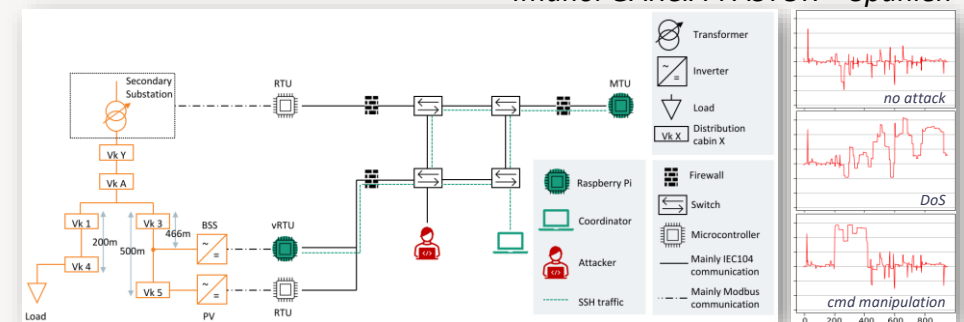 Secondary
Substation
RTU
MTU
Vk Y
Vk A
Vk 1
Vk 3
200m
466m
500m
BSS
vRTU
Vk 4
Vk 5
Load
PV
RTU
Transformer
Inverter
Load
Vk X
Distribution
cabin X
Raspberry Pi
Coordinator
Attacker
SSH traffic
Firewall
Switch
Microcontroller
Mainly IEC104
communication
Mainly Modbus
communication
no attack
DoS
cmd manipulation
0 200 400 600 800